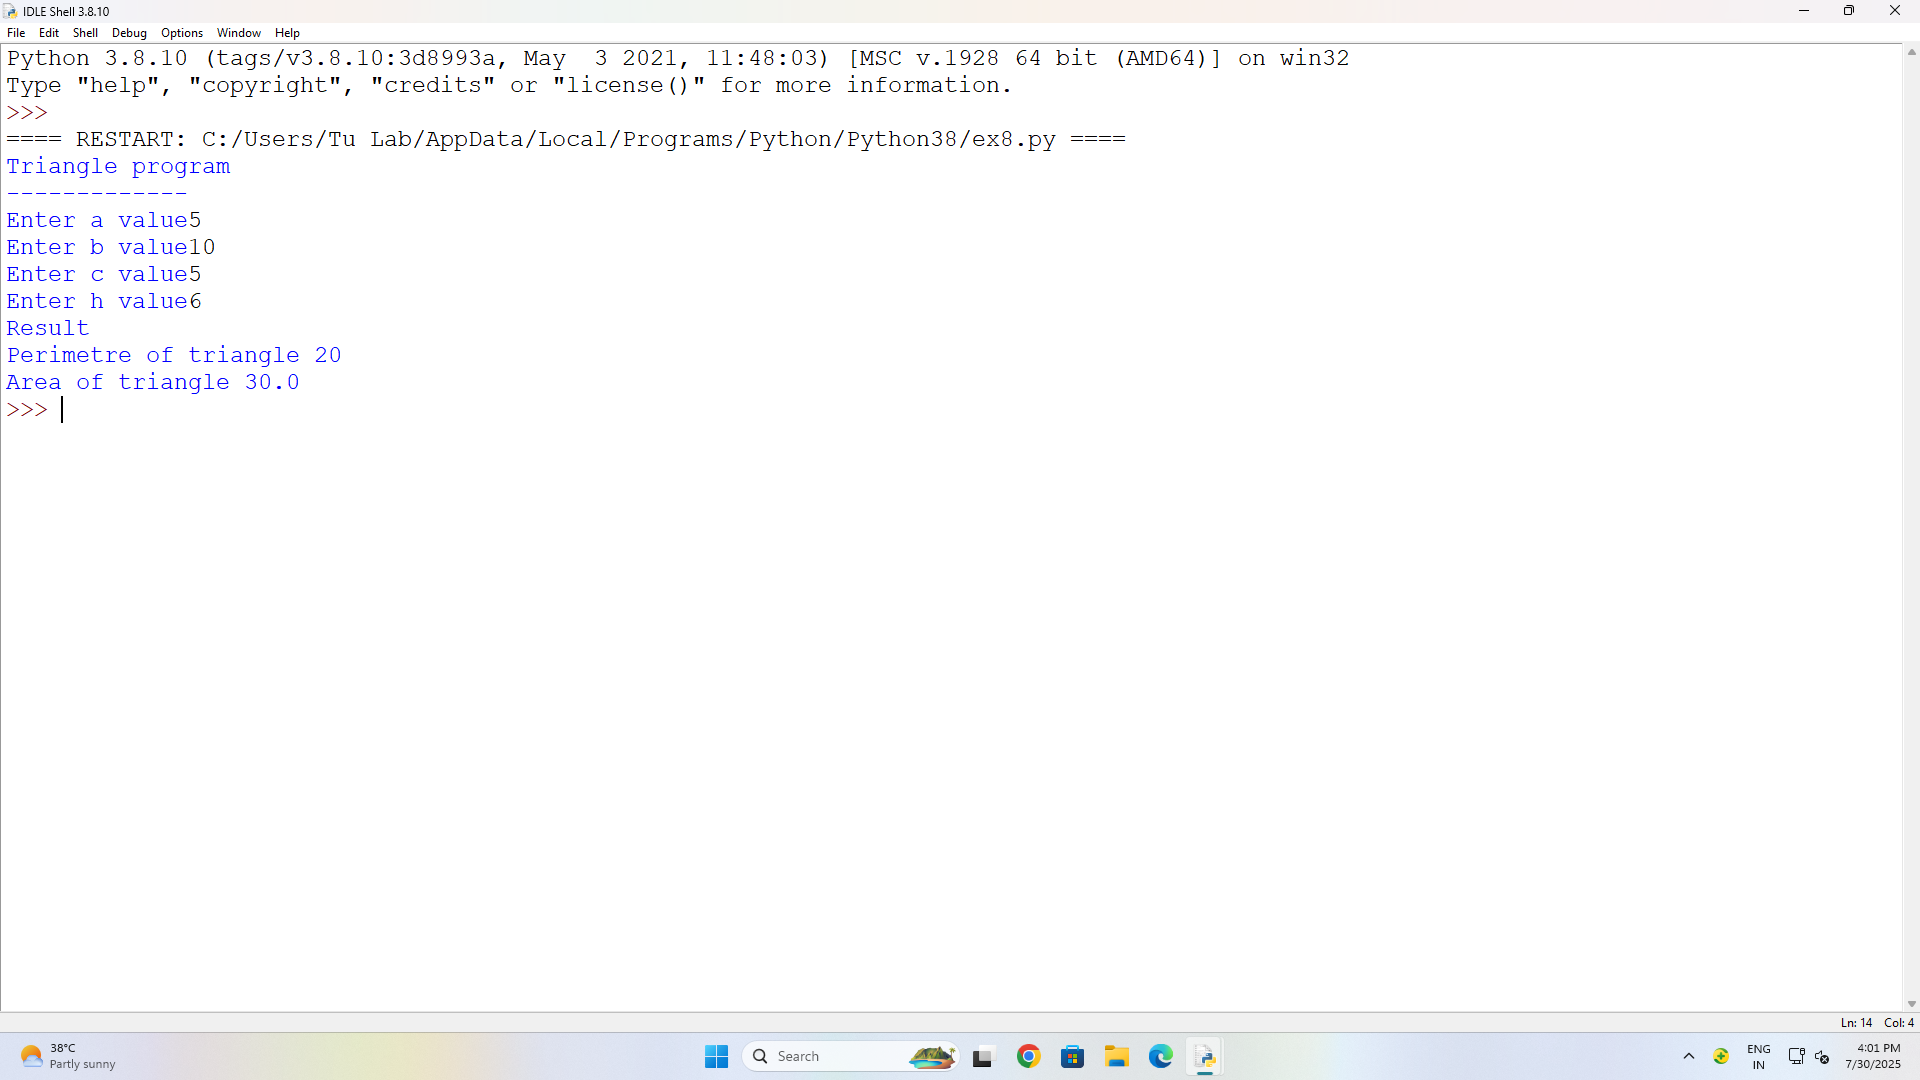 IDLE Shell 3.8.10
File Edit Shell Debug Options Window Help
Python 3.8.10 (tags/v3.8.10:3d8993a, May  3 2021, 11:48:03) [MSC v.1928 64 bit (AMD64)] on win32
Type "help", "copyright", "credits" or "license()" for more information.
>>>
==== RESTART: C:/Users/Tu Lab/AppData/Local/Programs/Python/Python38/ex8.py ====
Triangle program
-------------
Enter a value5
Enter b value10
Enter c value5
Enter h value6
Result
Perimetre of triangle 20
Area of triangle 30.0
>>>
Ln: 14 Col: 4
38°C
Partly sunny
Search
ENG
IN
4:01 PM
7/30/2025